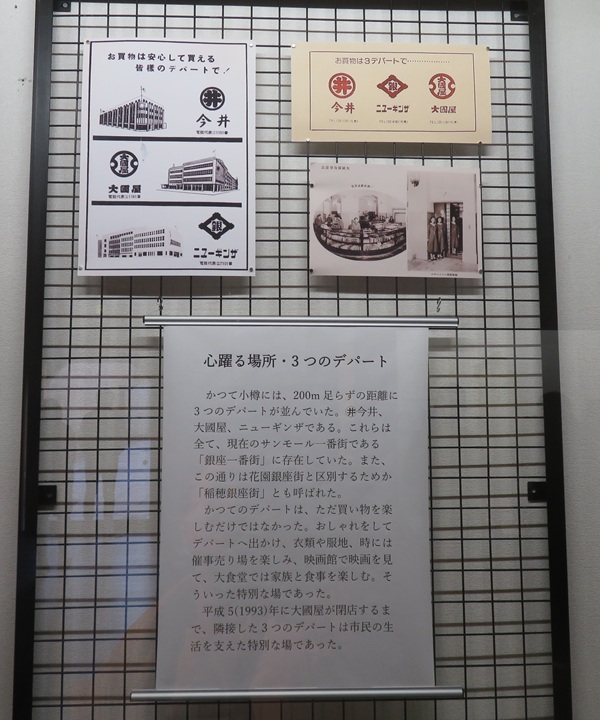 お買物は安心して買える
皆様のデパートで！
井
今井
大國屋
大國屋
銀
ニューギンザ
お買物は3デパートで……………
井
今井
銀
ニューギンザ
大國屋
大國屋
心躍る場所・3つのデパート
かつて小樽には、200m 足らずの距離に
3つのデパートが並んでいた。㊌今井、
大國屋、ニューギンザである。これらは
全て、現在のサンモール一番街である
「銀座一番街」に存在していた。また、
この通りは花園銀座街と区別するためか
「稲穂銀座街」とも呼ばれた。
かつてのデパートは、ただ買い物を楽
しむだけではなかった。おしゃれをして
デパートへ出かけ、衣類や服地、時には
催事売り場を楽しみ、映画館で映画を見
て、大食堂では家族と食事を楽しむ。そ
ういった特別な場であった。
平成 5(1993)年に大國屋が閉店するま
で、隣接した3つのデパートは市民の生
活を支えた特別な場であった。